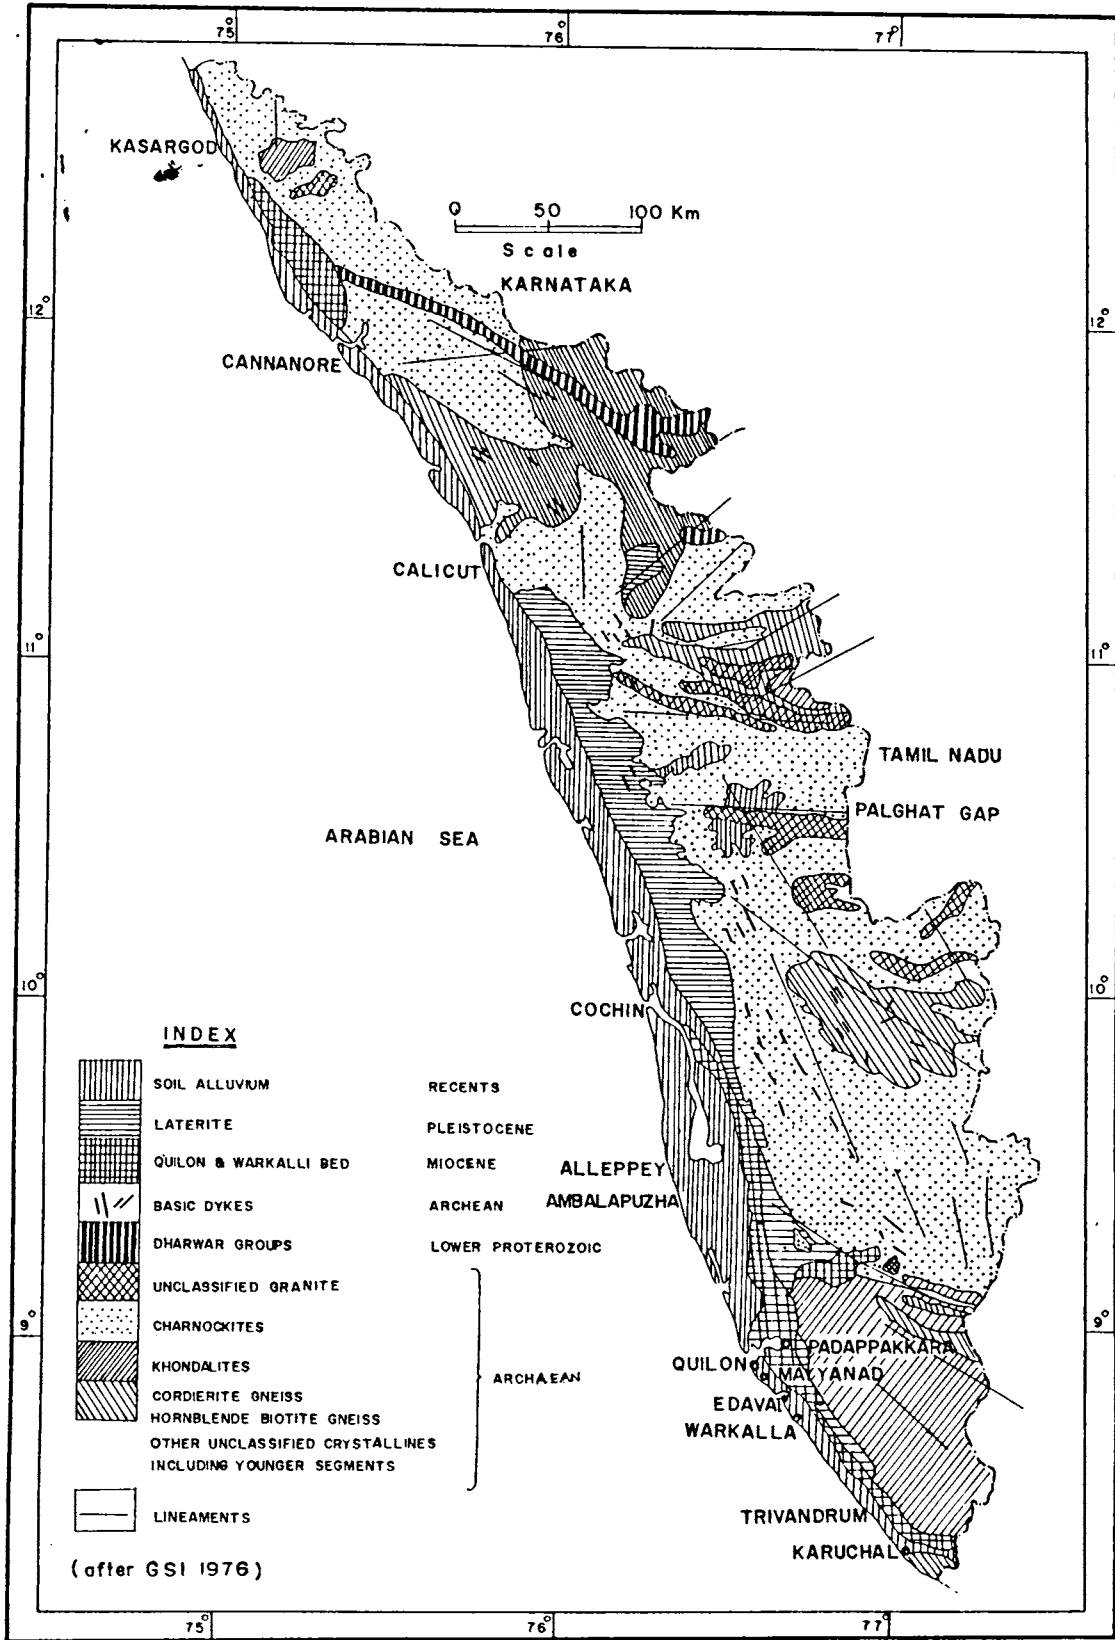 75° 76° 77°
KASARGOD
0 50 100 Km
Scale
KARNATAKA
12° 12°
CANNANORE
CALICUT
11° 11°
TAMIL NADU
PALGHAT GAP
ARABIAN SEA
10° 10°
COCHIN
INDEX
SOIL ALLUVIUM RECENTS
LATERITE PLEISTOCENE
QUILON & WARKALLI BED MIOCENE
ALLEPPEY
BASIC DYKES ARCHEAN
AMBALAPUZHA
DHARWAR GROUPS LOWER PROTEROZOIC
UNCLASSIFIED GRANITE
CHARNOCKITES
9° 9°
PADAPPAKKARA
KHONDALITES
QUILON
MAYYANAD
ARCHAEAN
CORDIERITE GNEISS
HORNBLENDE BIOTITE GNEISS
EDAVAI
WARKALLA
OTHER UNCLASSIFIED CRYSTALLINES
INCLUDING YOUNGER SEGMENTS
LINEAMENTS
TRIVANDRUM
KARUCHAL
(after GSI 1976)
75° 76° 77°